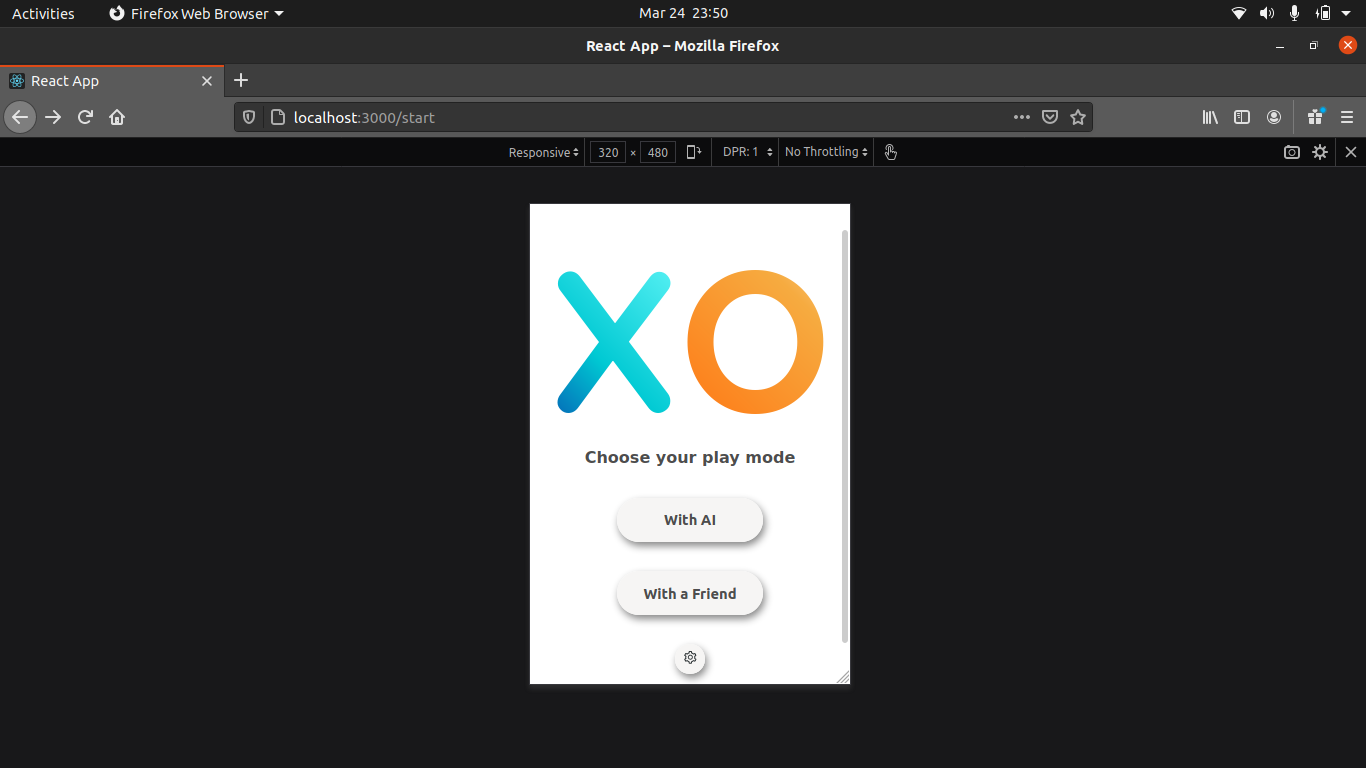 Activities Firefox Web Browser Mar 24 23:50
React App – Mozilla Firefox
React App
localhost:3000/start
Responsive 320 × 480 DPR: 1 No Throttling
XO
Choose your play mode
With AI
With a Friend